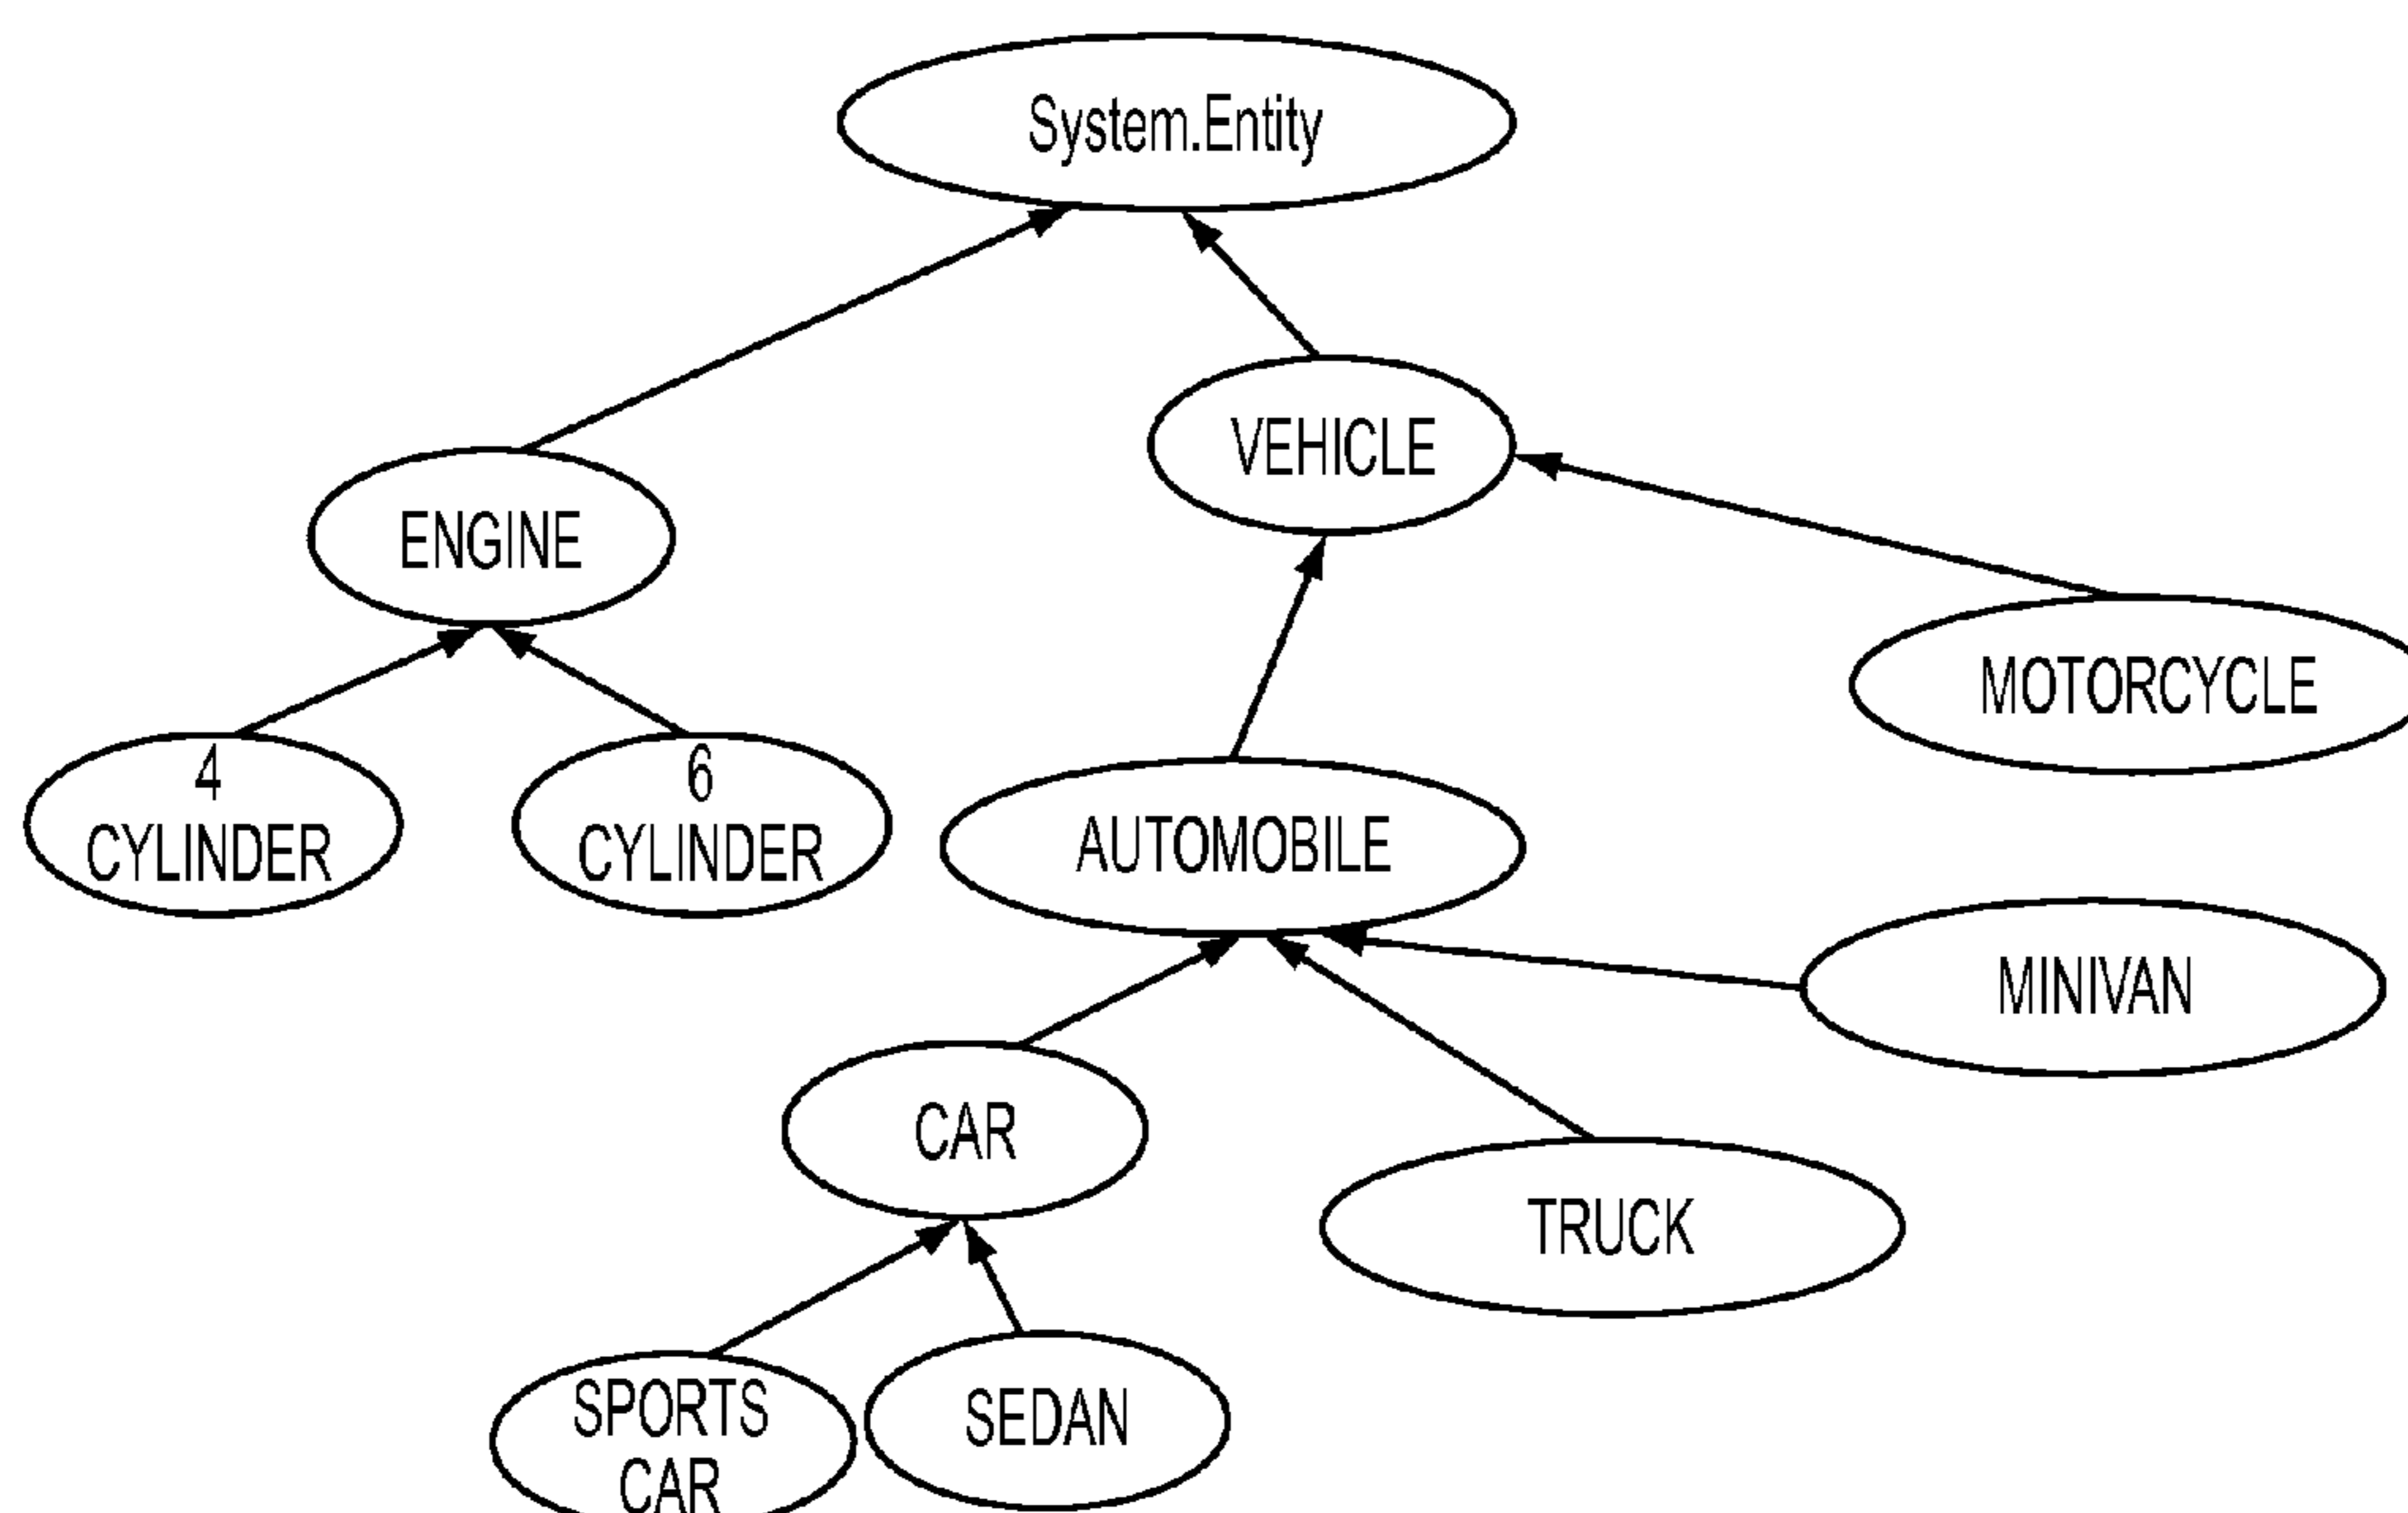 System.Entity
VEHICLE
ENGINE
MOTORCYCLE
4
CYLINDER
6
CYLINDER
AUTOMOBILE
MINIVAN
CAR
TRUCK
SPORTS
CAR
SEDAN